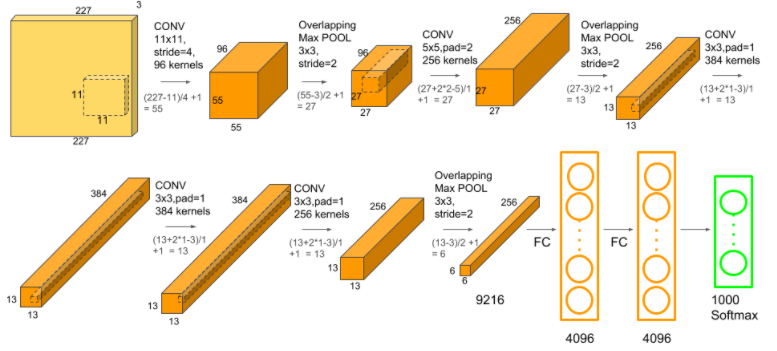 227
3
11
11
227
CONV
11x11,
stride=4,
96 kernels
(227-11)/4 +1
= 55
96
55
55
Overlapping
Max POOL
3x3,
stride=2
(55-3)/2 +1
= 27
96
27
27
CONV
5x5,pad=2
256 kernels
(27+2*2-5)/1
+1 = 27
256
27
27
Overlapping
Max POOL
3x3,
stride=2
(27-3)/2 +1
= 13
256
13
13
CONV
3x3,pad=1
384 kernels
(13+2*1-3)/1
+1 = 13
384
13
13
CONV
3x3,pad=1
384 kernels
(13+2*1-3)/1
+1 = 13
384
13
13
CONV
3x3,pad=1
256 kernels
(13+2*1-3)/1
+1 = 13
256
13
13
Overlapping
Max POOL
3x3,
stride=2
(13-3)/2 +1
= 6
256
6
6
9216
FC
4096
FC
4096
1000
Softmax